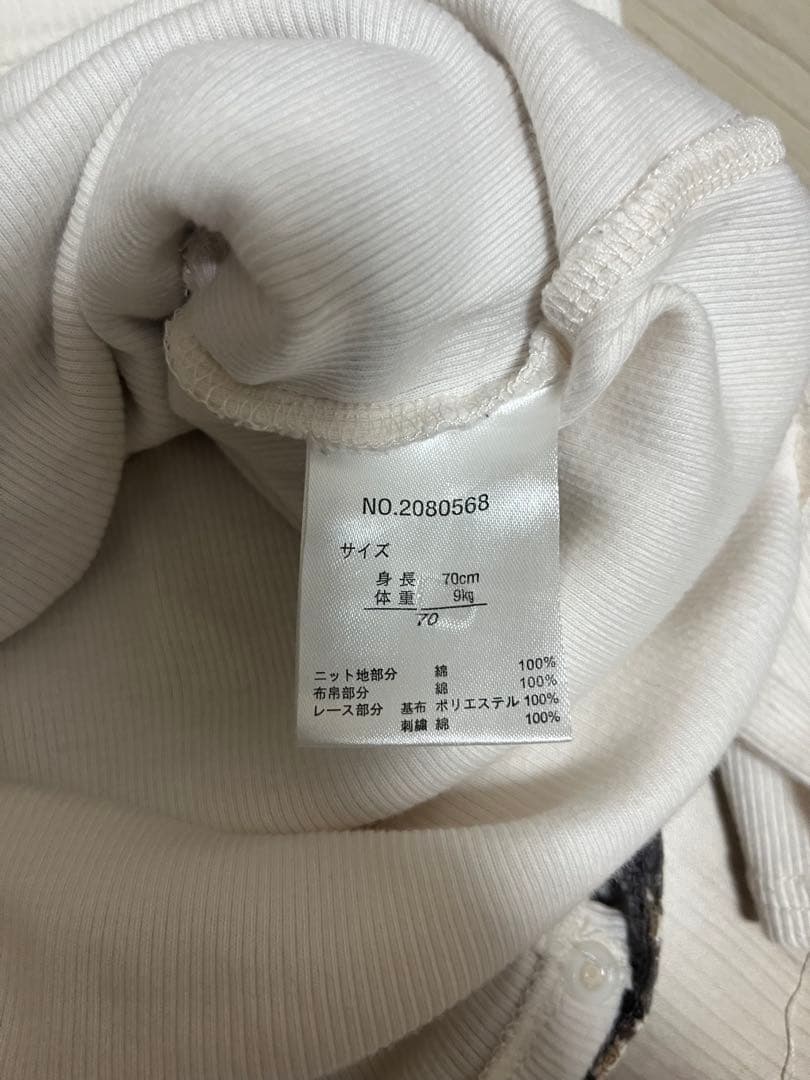 NO.2080568
サイズ
身長 70cm
体重 9kg
70
ニット地部分 綿 100%
布帛部分 綿 100%
レース部分 基布 ポリエステル 100%
刺繍 綿 100%